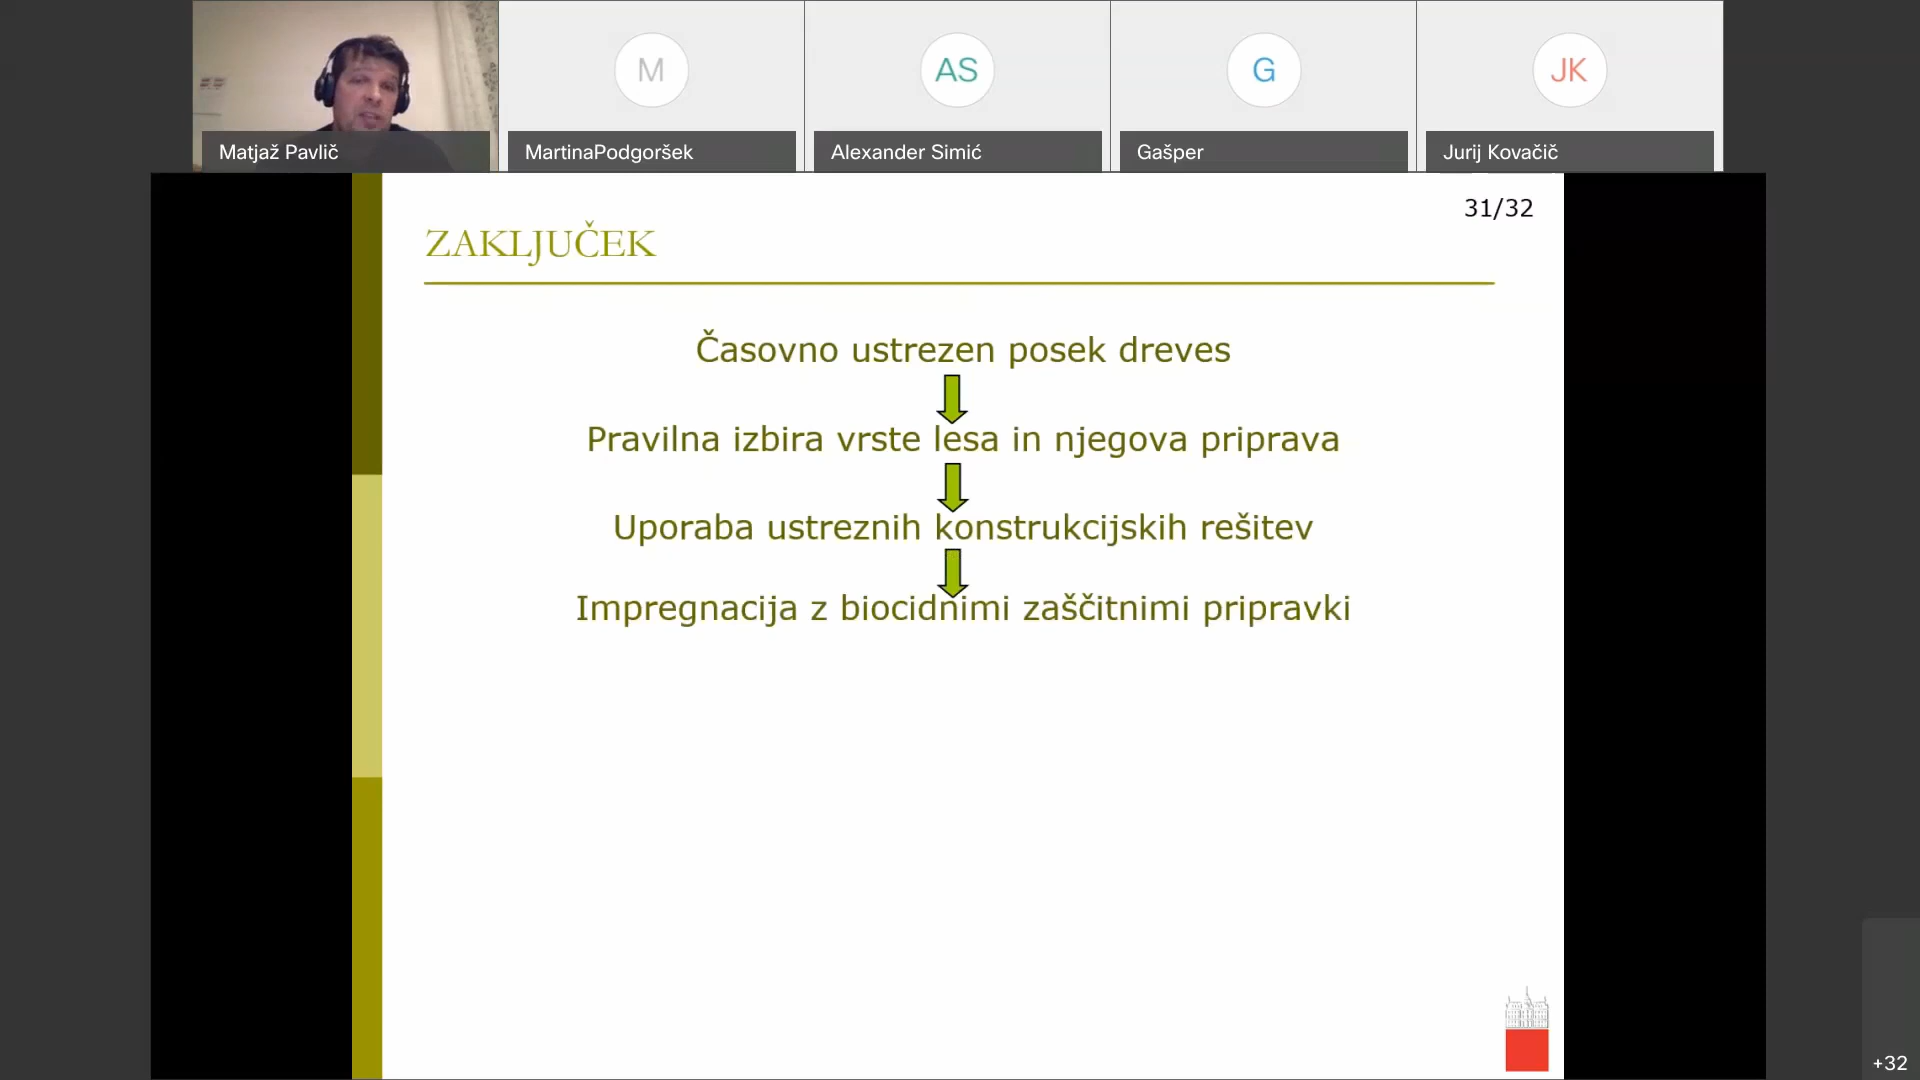 M
AS
G
JK
Matjaž Pavlič
MartinaPodgoršek
Alexander Simić
Gašper
Jurij Kovačič
31/32
ZAKLJUČEK
Časovno ustrezen posek dreves
Pravilna izbira vrste lesa in njegova priprava
Uporaba ustreznih konstrukcijskih rešitev
Impregnacija z biocidnimi zaščitnimi pripravki
+32